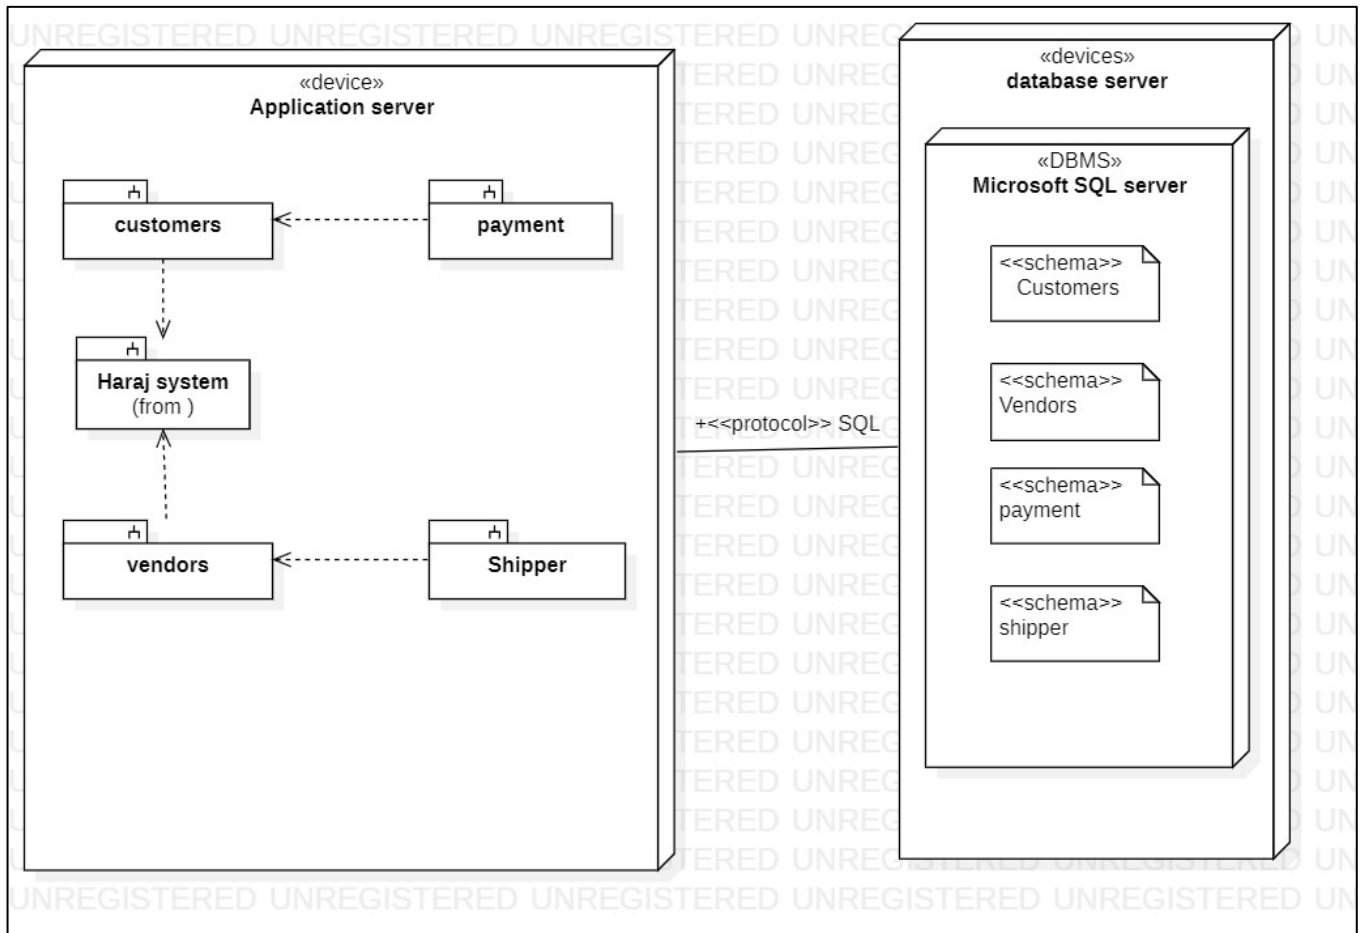 «device»
Application server
customers
payment
Haraj system
(from )
vendors
Shipper
+<<protocol>> SQL
«devices»
database server
«DBMS»
Microsoft SQL server
<<schema>>
Customers
<<schema>>
Vendors
<<schema>>
payment
<<schema>>
shipper
UNREGISTERED UNREGISTERED UNREGISTERED UNREGISTERED UNREGISTERED UN